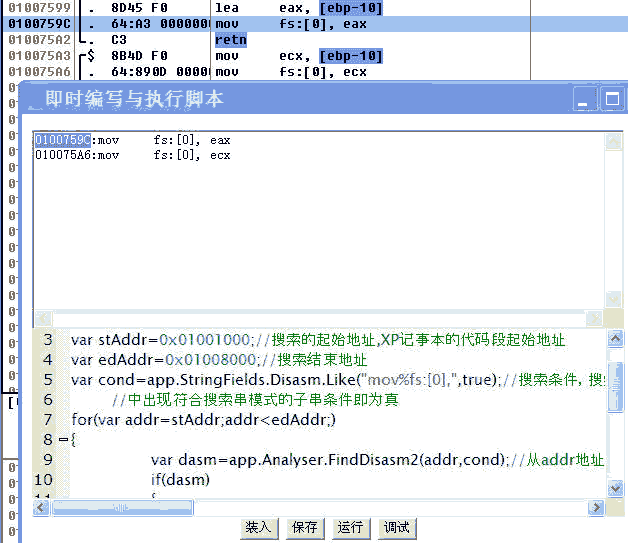 01007599 . 8D45 F0 lea eax, [ebp-10]
0100759C . 64:A3 0000000 mov fs:[0], eax
010075A2 . C3 retn
010075A3 $ 8B4D F0 mov ecx, [ebp-10]
010075A6 . 64:890D 00000 mov fs:[0], ecx
即时编写与执行脚本
0100759C:mov fs:[0], eax
010075A6:mov fs:[0], ecx
3 var stAddr=0x01001000;//搜索的起始地址,XP记事本的代码段起始地址
4 var edAddr=0x01008000;//搜索结束地址
5 var cond=app.StringFields.Disasm.Like("mov%fs:[0],",true);//搜索条件，搜
6 //中出现符合搜索串模式的子串条件即为真
7 for(var addr=stAddr;addr<edAddr;)
8 {
9 var dasm=app.Analyser.FindDisasm2(addr,cond);//从addr地址
10 if(dasm)
11 {
装入 保存 运行 调试